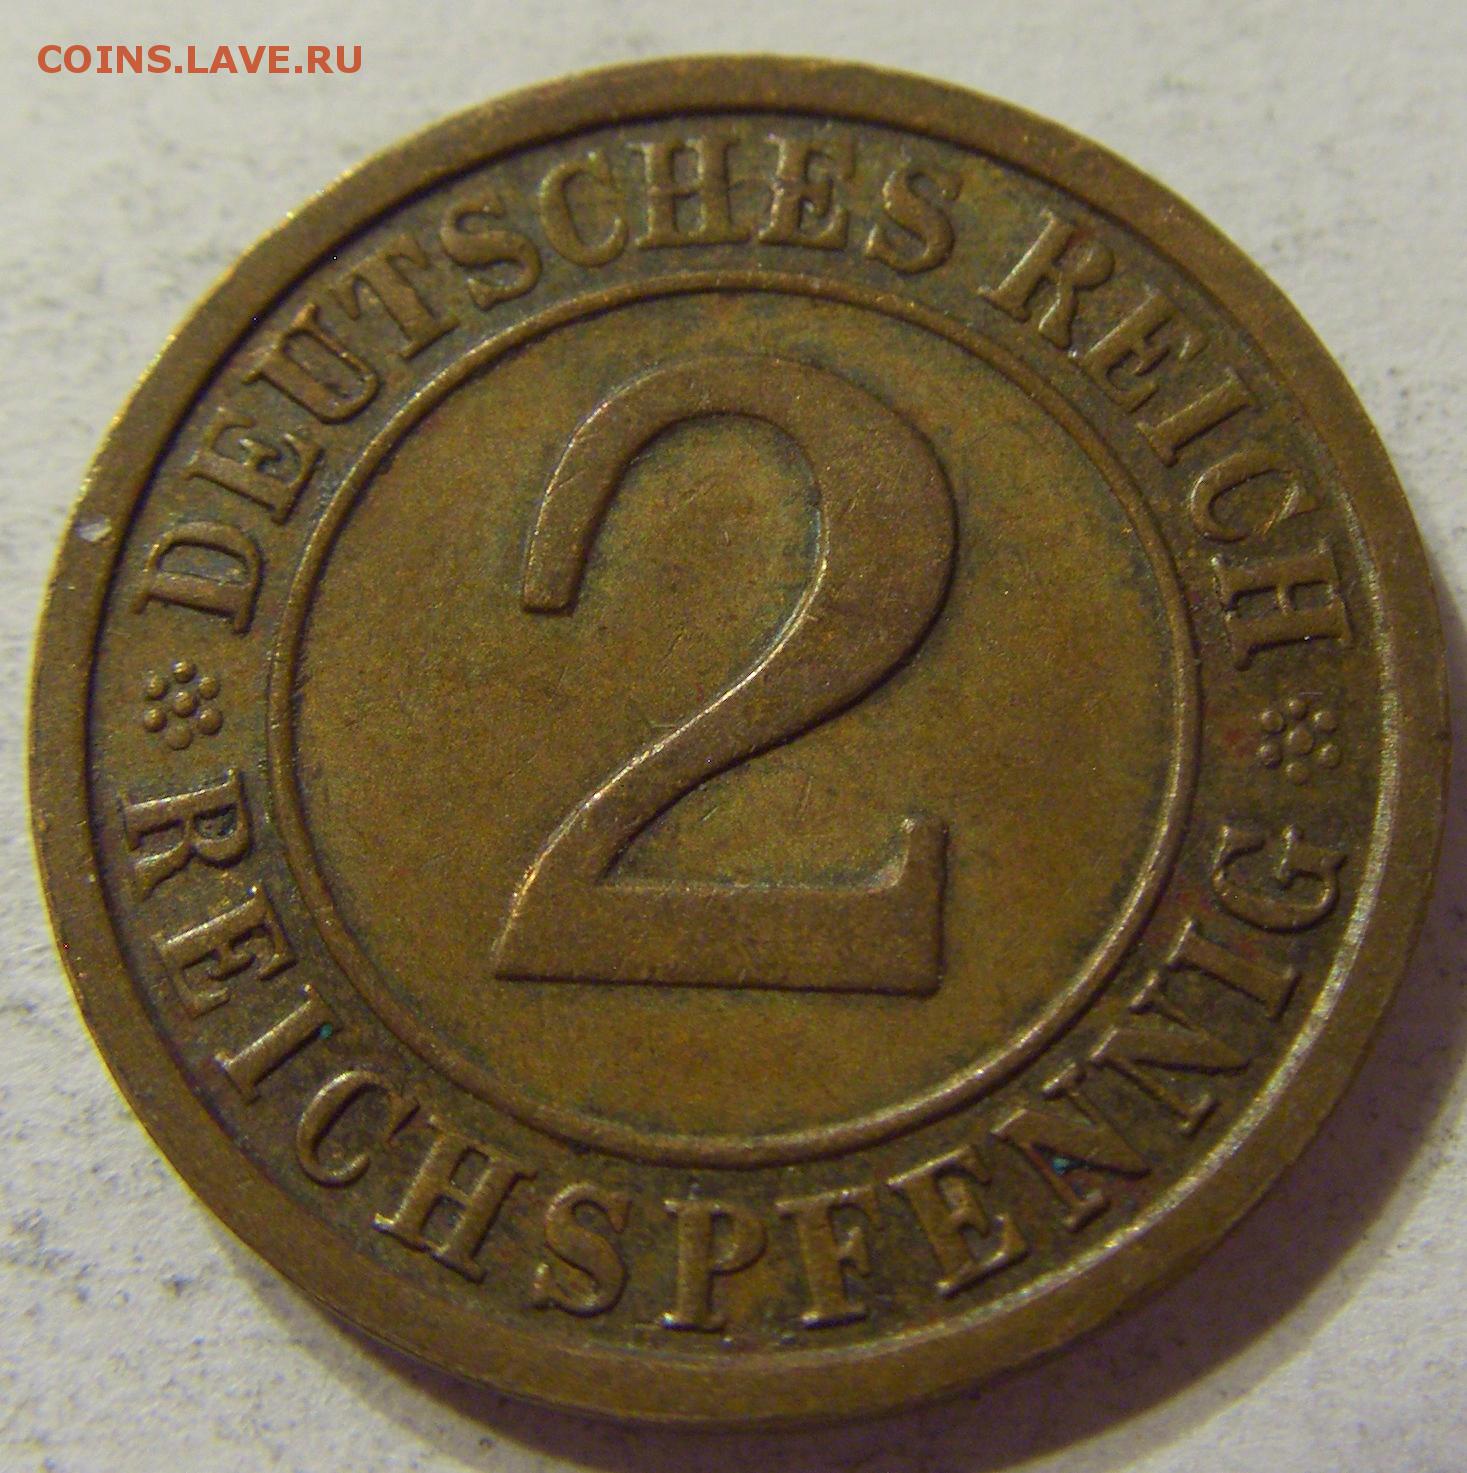 COINS.LAVE.RU
DEUTSCHES REICH
2
REICHSPFENNIG